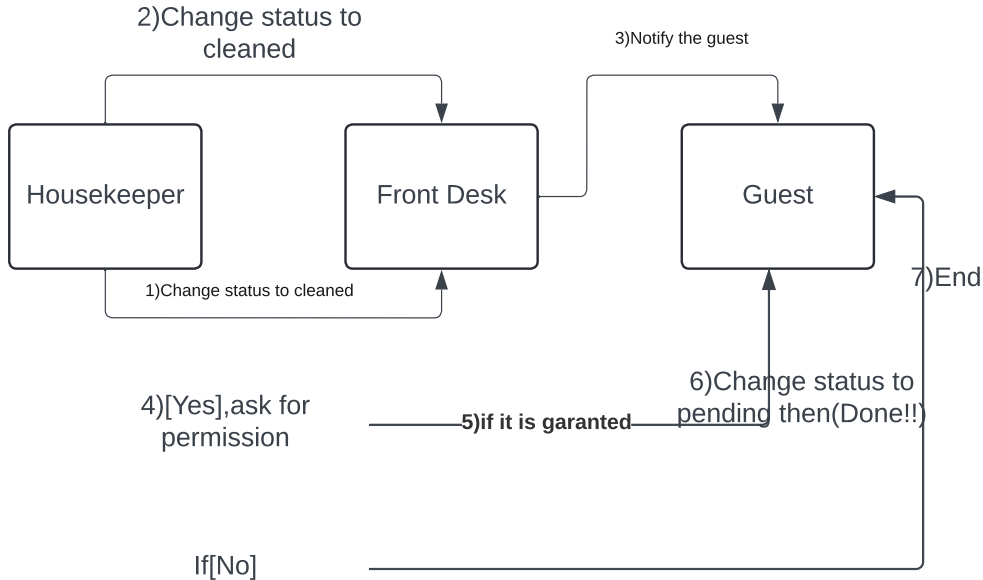 2)Change status to
cleaned
3)Notify the guest
Housekeeper
Front Desk
Guest
7)End
1)Change status to cleaned
4)[Yes],ask for
permission
5)if it is garanted
6)Change status to
pending then(Done!!)
If[No]